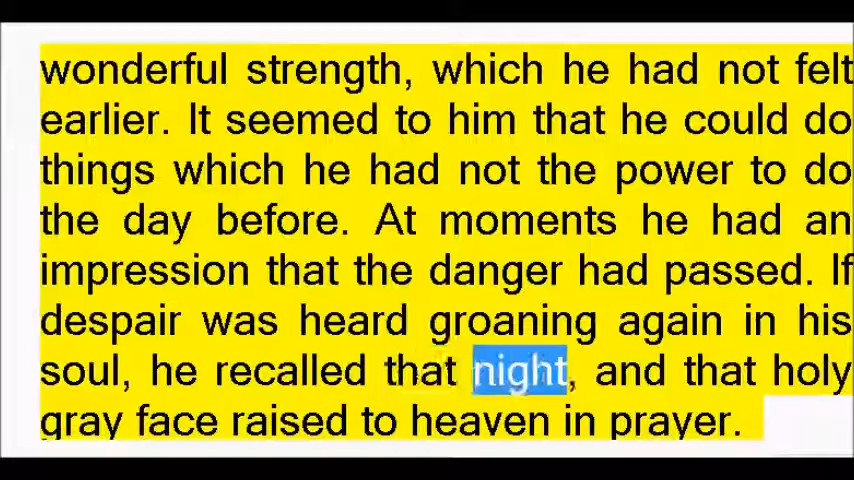 wonderful strength, which he had not felt
earlier. It seemed to him that he could do
things which he had not the power to do
the day before. At moments he had an
impression that the danger had passed. If
despair was heard groaning again in his
soul, he recalled that night, and that holy
gray face raised to heaven in prayer.